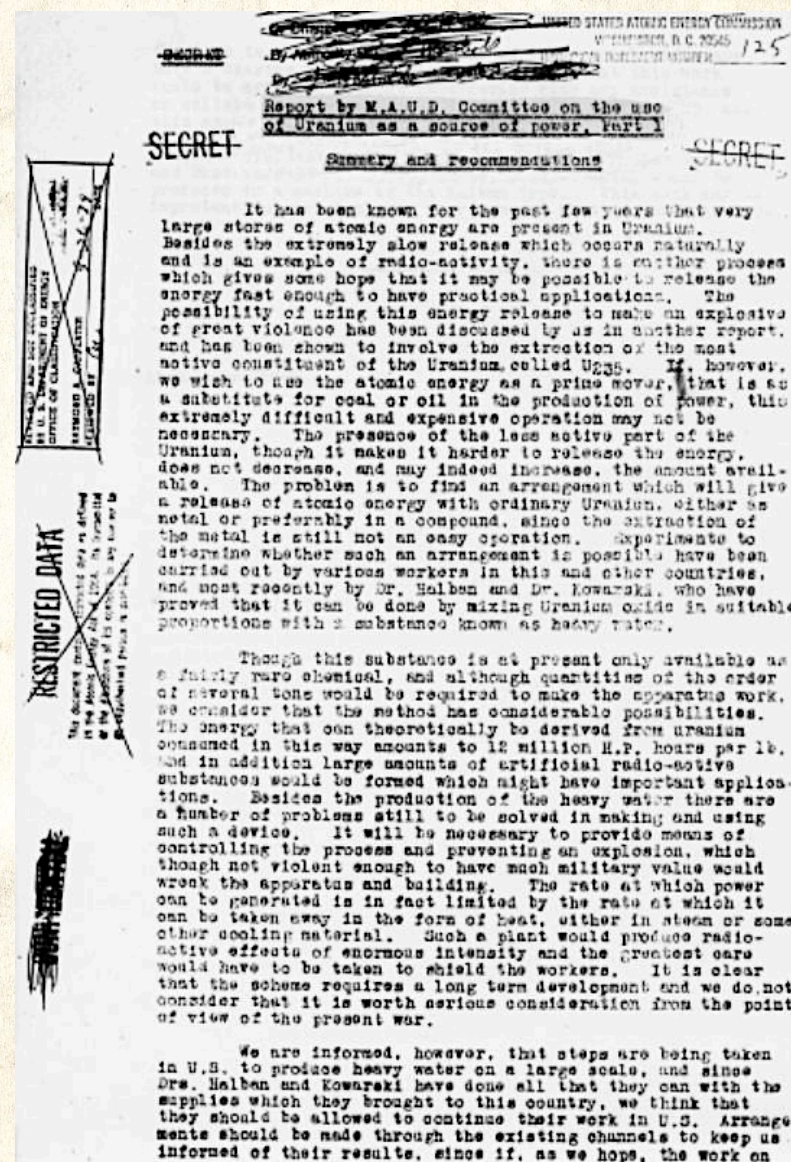 UNITED STATES ATOMIC ENERGY COMMISSION
WASHINGTON, D. C. 20545
125
By
By
Report by M.A.U.D. Committee on the use
of Uranium as a source of power, Part I
SECRET
SECRET
Summary and recommendations
It has been known for the past few years that very
large stores of atomic energy are present in Uranium.
Besides the extremely slow release which occurs naturally
and is an example of radio-activity, there is another process
which gives some hope that it may be possible to release the
energy fast enough to have practical applications. The
possibility of using this energy release to make an explosive
of great violence has been discussed by us in another report,
and has been shown to involve the extraction of the most
active constituent of the Uranium, called U235. If, however,
we wish to use the atomic energy as a prime mover, that is as
a substitute for coal or oil in the production of power, this
extremely difficult and expensive operation may not be
necessary. The presence of the less active part of the
Uranium, though it makes it harder to release the energy,
does not decrease, and may indeed increase, the amount avail-
able. The problem is to find an arrangement which will give
a release of atomic energy with ordinary Uranium, either as
metal or preferably in a compound, since the extraction of
the metal is still not an easy operation. Experiments to
determine whether such an arrangement is possible have been
carried out by various workers in this and other countries,
and most recently by Dr. Halban and Dr. Kowarski, who have
proved that it can be done by mixing Uranium oxide in suitable
proportions with a substance known as heavy water.
Though this substance is at present only available as
a fairly rare chemical, and although quantities of the order
of several tons would be required to make the apparatus work,
we consider that the method has considerable possibilities.
The energy that can theoretically be derived from uranium
consumed in this way amounts to 12 million H.P. hours per lb.
and in addition large amounts of artificial radio-active
substances would be formed which might have important applica-
tions. Besides the production of the heavy water there are
a number of problems still to be solved in making and using
such a device. It will be necessary to provide means of
controlling the process and preventing an explosion, which
though not violent enough to have much military value would
wreck the apparatus and building. The rate at which power
can be generated is in fact limited by the rate at which it
can be taken away in the form of heat, either in steam or some
other cooling material. Such a plant would produce radio-
active effects of enormous intensity and the greatest care
would have to be taken to shield the workers. It is clear
that the scheme requires a long term development and we do not
consider that it is worth serious consideration from the point
of view of the present war.
We are informed, however, that steps are being taken
in U.S. to produce heavy water on a large scale, and since
Drs. Halban and Kowarski have done all that they can with the
supplies which they brought to this country, we think that
they should be allowed to continue their work in U.S. Arrange
ments should be made through the existing channels to keep us
informed of their results, since if, as we hope, the work on
BY U. S. DEPARTMENT OF ENERGY
OFFICE OF CLASSIFICATION
RESTRICTED DATA